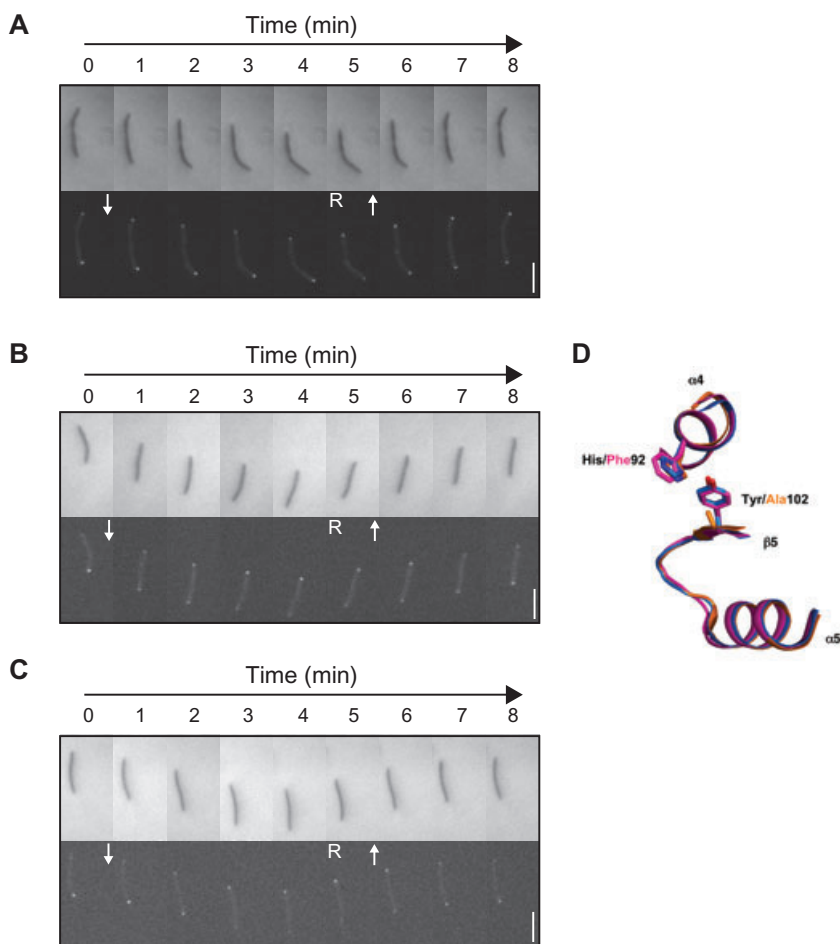 A
Time (min)
0 1 2 3 4 5 6 7 8
R
B
Time (min)
0 1 2 3 4 5 6 7 8
R
D
α4
His/Phe92
Tyr/Ala102
β5
α5
C
Time (min)
0 1 2 3 4 5 6 7 8
R